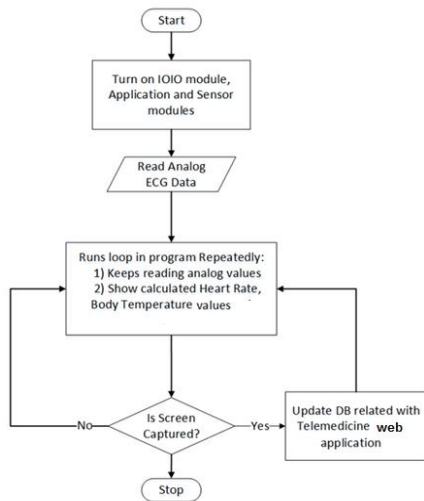 Start
Turn on IOIO module,
Application and Sensor
modules
Read Analog
ECG Data
Runs loop in program Repeatedly:
1) Keeps reading analog values
2) Show calculated Heart Rate,
Body Temperature values
Is Screen
Captured?
No
Yes
Update DB related with
Telemedicine web
application
Stop